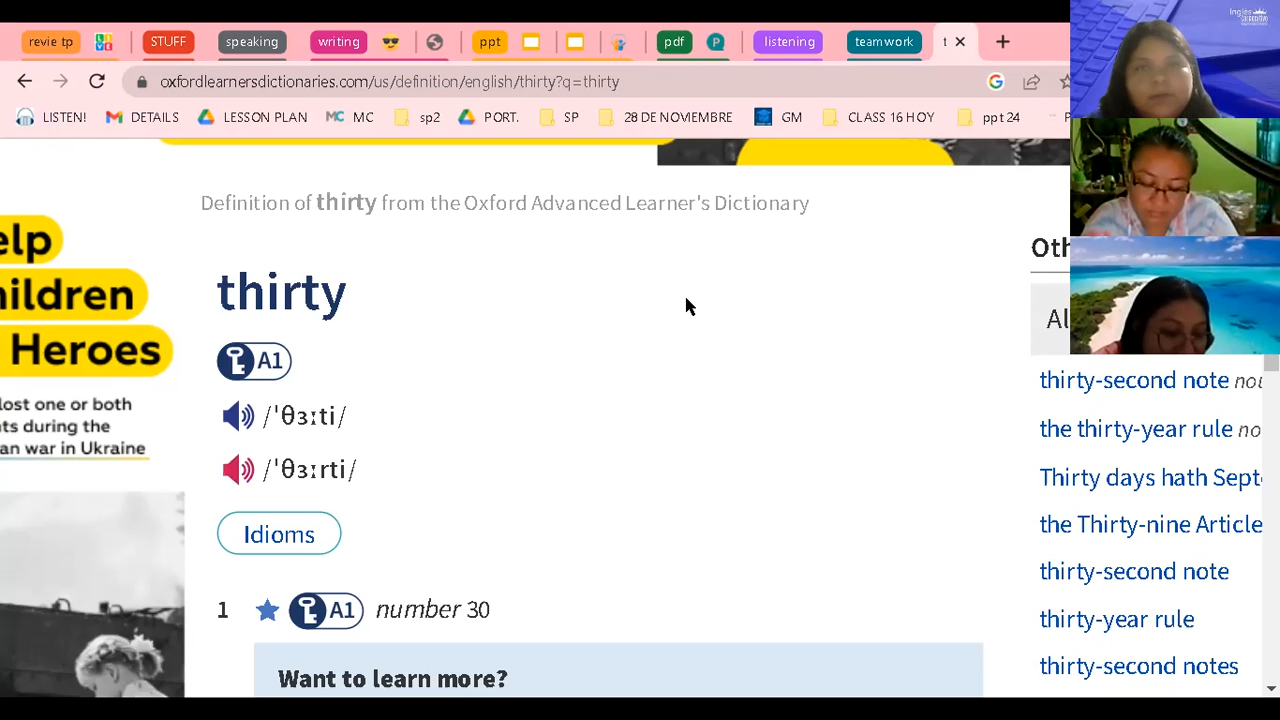 revie tp STUFF speaking writing ppt pdf listening teamwork t
oxfordlearnersdictionaries.com/us/definition/english/thirty?q=thirty
LISTEN! DETAILS LESSON PLAN MC sp2 PORT. SP 28 DE NOVIEMBRE GM CLASS 16 HOY ppt 24
Definition of thirty from the Oxford Advanced Learner's Dictionary
elp
hildren
Heroes
lost one or both
ts during the
an war in Ukraine
thirty
A1
/ˈθɜːti/
/ˈθɜːrti/
Idioms
1 A1 number 30
Want to learn more?
Oth
Al
thirty-second note nou
the thirty-year rule no
Thirty days hath Sept
the Thirty-nine Article
thirty-second note
thirty-year rule
thirty-second notes